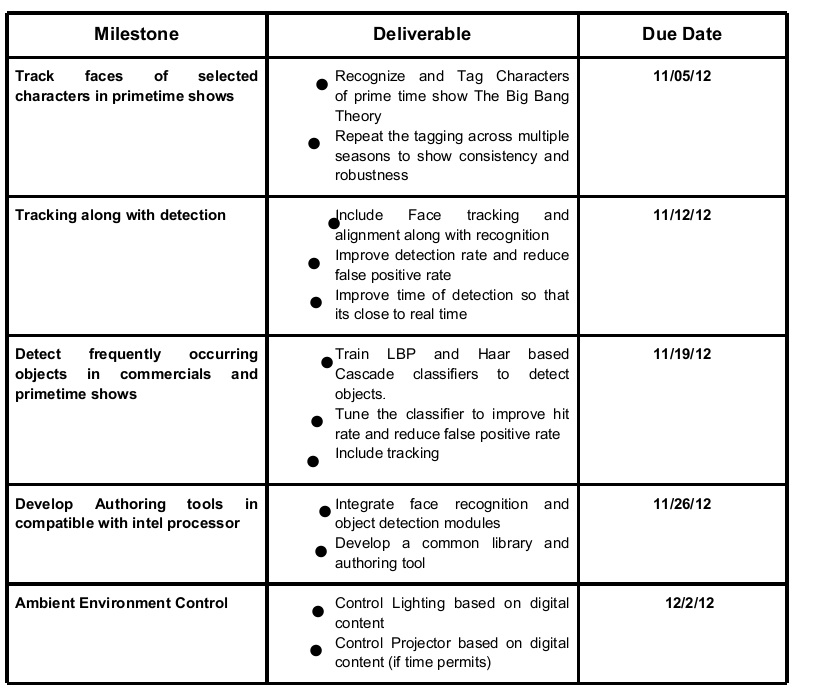 Milestone Deliverable Due Date
Track faces of selected
characters in primetime shows
● Recognize and Tag Characters
of prime time show The Big Bang
Theory
● Repeat the tagging across multiple
seasons to show consistency and
robustness
11/05/12
Tracking along with detection
● Include Face tracking and
alignment along with recognition
● Improve detection rate and reduce
false positive rate
● Improve time of detection so that
its close to real time
11/12/12
Detect frequently occurring
objects in commercials and
primetime shows
● Train LBP and Haar based
Cascade classifiers to detect
objects.
● Tune the classifier to improve hit
rate and reduce false positive rate
● Include tracking
11/19/12
Develop Authoring tools in
compatible with intel processor
● Integrate face recognition and
object detection modules
● Develop a common library and
authoring tool
11/26/12
Ambient Environment Control
● Control Lighting based on digital
content
● Control Projector based on digital
content (if time permits)
12/2/12